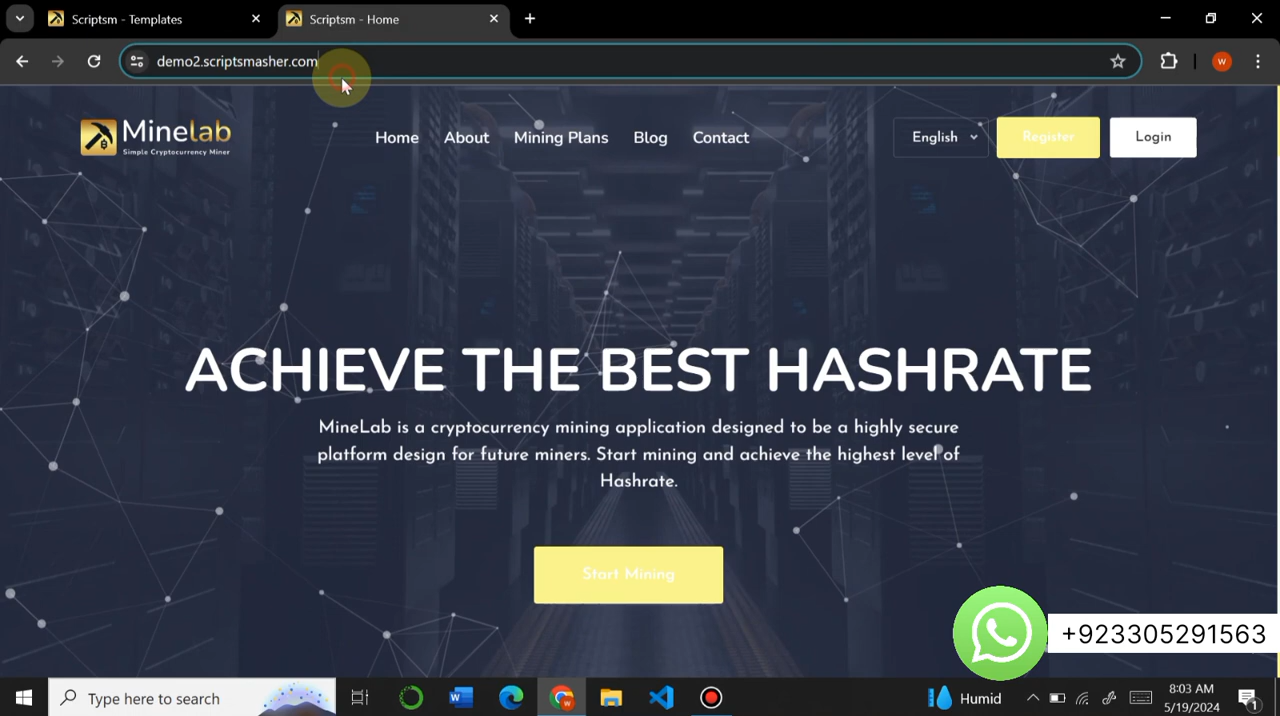 Scriptsm - Templates
Scriptsm - Home
demo2.scriptsmasher.com
W
Minelab
Simple Cryptocurrency Miner
Home
About
Mining Plans
Blog
Contact
English
Register
Login
ACHIEVE THE BEST HASHRATE
MineLab is a cryptocurrency mining application designed to be a highly secure
platform design for future miners. Start mining and achieve the highest level of
Hashrate.
Start Mining
+923305291563
Type here to search
Humid
8:03 AM
5/19/2024
1